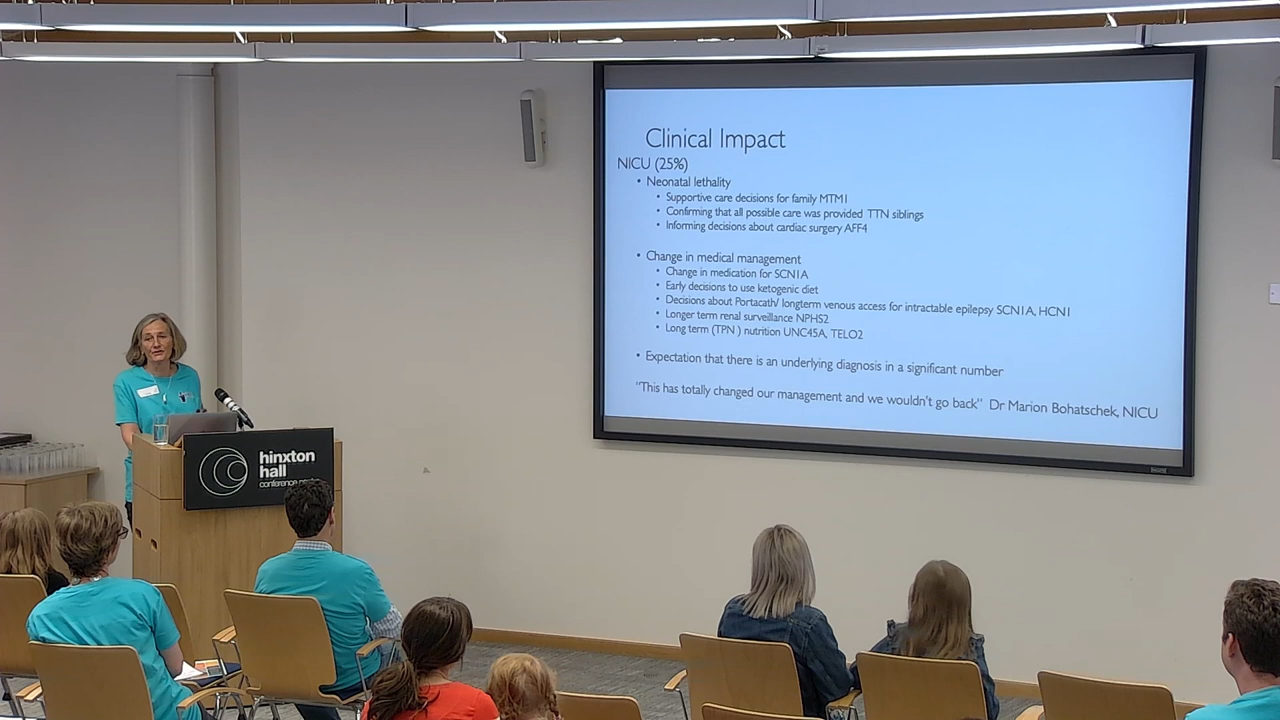 Clinical Impact
NICU (25%)
• Neonatal lethality
• Supportive care decisions for family MTM1
• Confirming that all possible care was provided TTN siblings
• Informing decisions about cardiac surgery AFF4
• Change in medical management
• Change in medication for SCN1A
• Early decisions to use ketogenic diet
• Decisions about Portacath/ longterm venous access for intractable epilepsy SCN1A, HCN1
• Longer term renal surveillance NPHS2
• Long term (TPN ) nutrition UNC45A, TELO2
• Expectation that there is an underlying diagnosis in a significant number
"This has totally changed our management and we wouldn't go back" Dr Marion Bohatschek, NICU
hinxton
hall